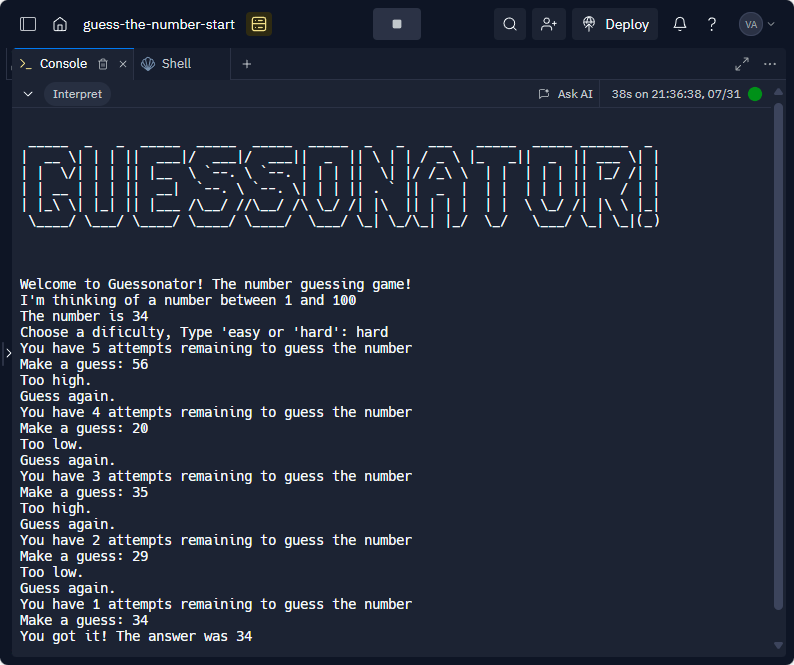 guess-the-number-start
Deploy
VA
Console
Shell
Interpret
Ask AI
38s on 21:36:38, 07/31
GUESSONATOR!
Welcome to Guessonator! The number guessing game!
I'm thinking of a number between 1 and 100
The number is 34
Choose a dificulty, Type 'easy or 'hard': hard
You have 5 attempts remaining to guess the number
Make a guess: 56
Too high.
Guess again.
You have 4 attempts remaining to guess the number
Make a guess: 20
Too low.
Guess again.
You have 3 attempts remaining to guess the number
Make a guess: 35
Too high.
Guess again.
You have 2 attempts remaining to guess the number
Make a guess: 29
Too low.
Guess again.
You have 1 attempts remaining to guess the number
Make a guess: 34
You got it! The answer was 34